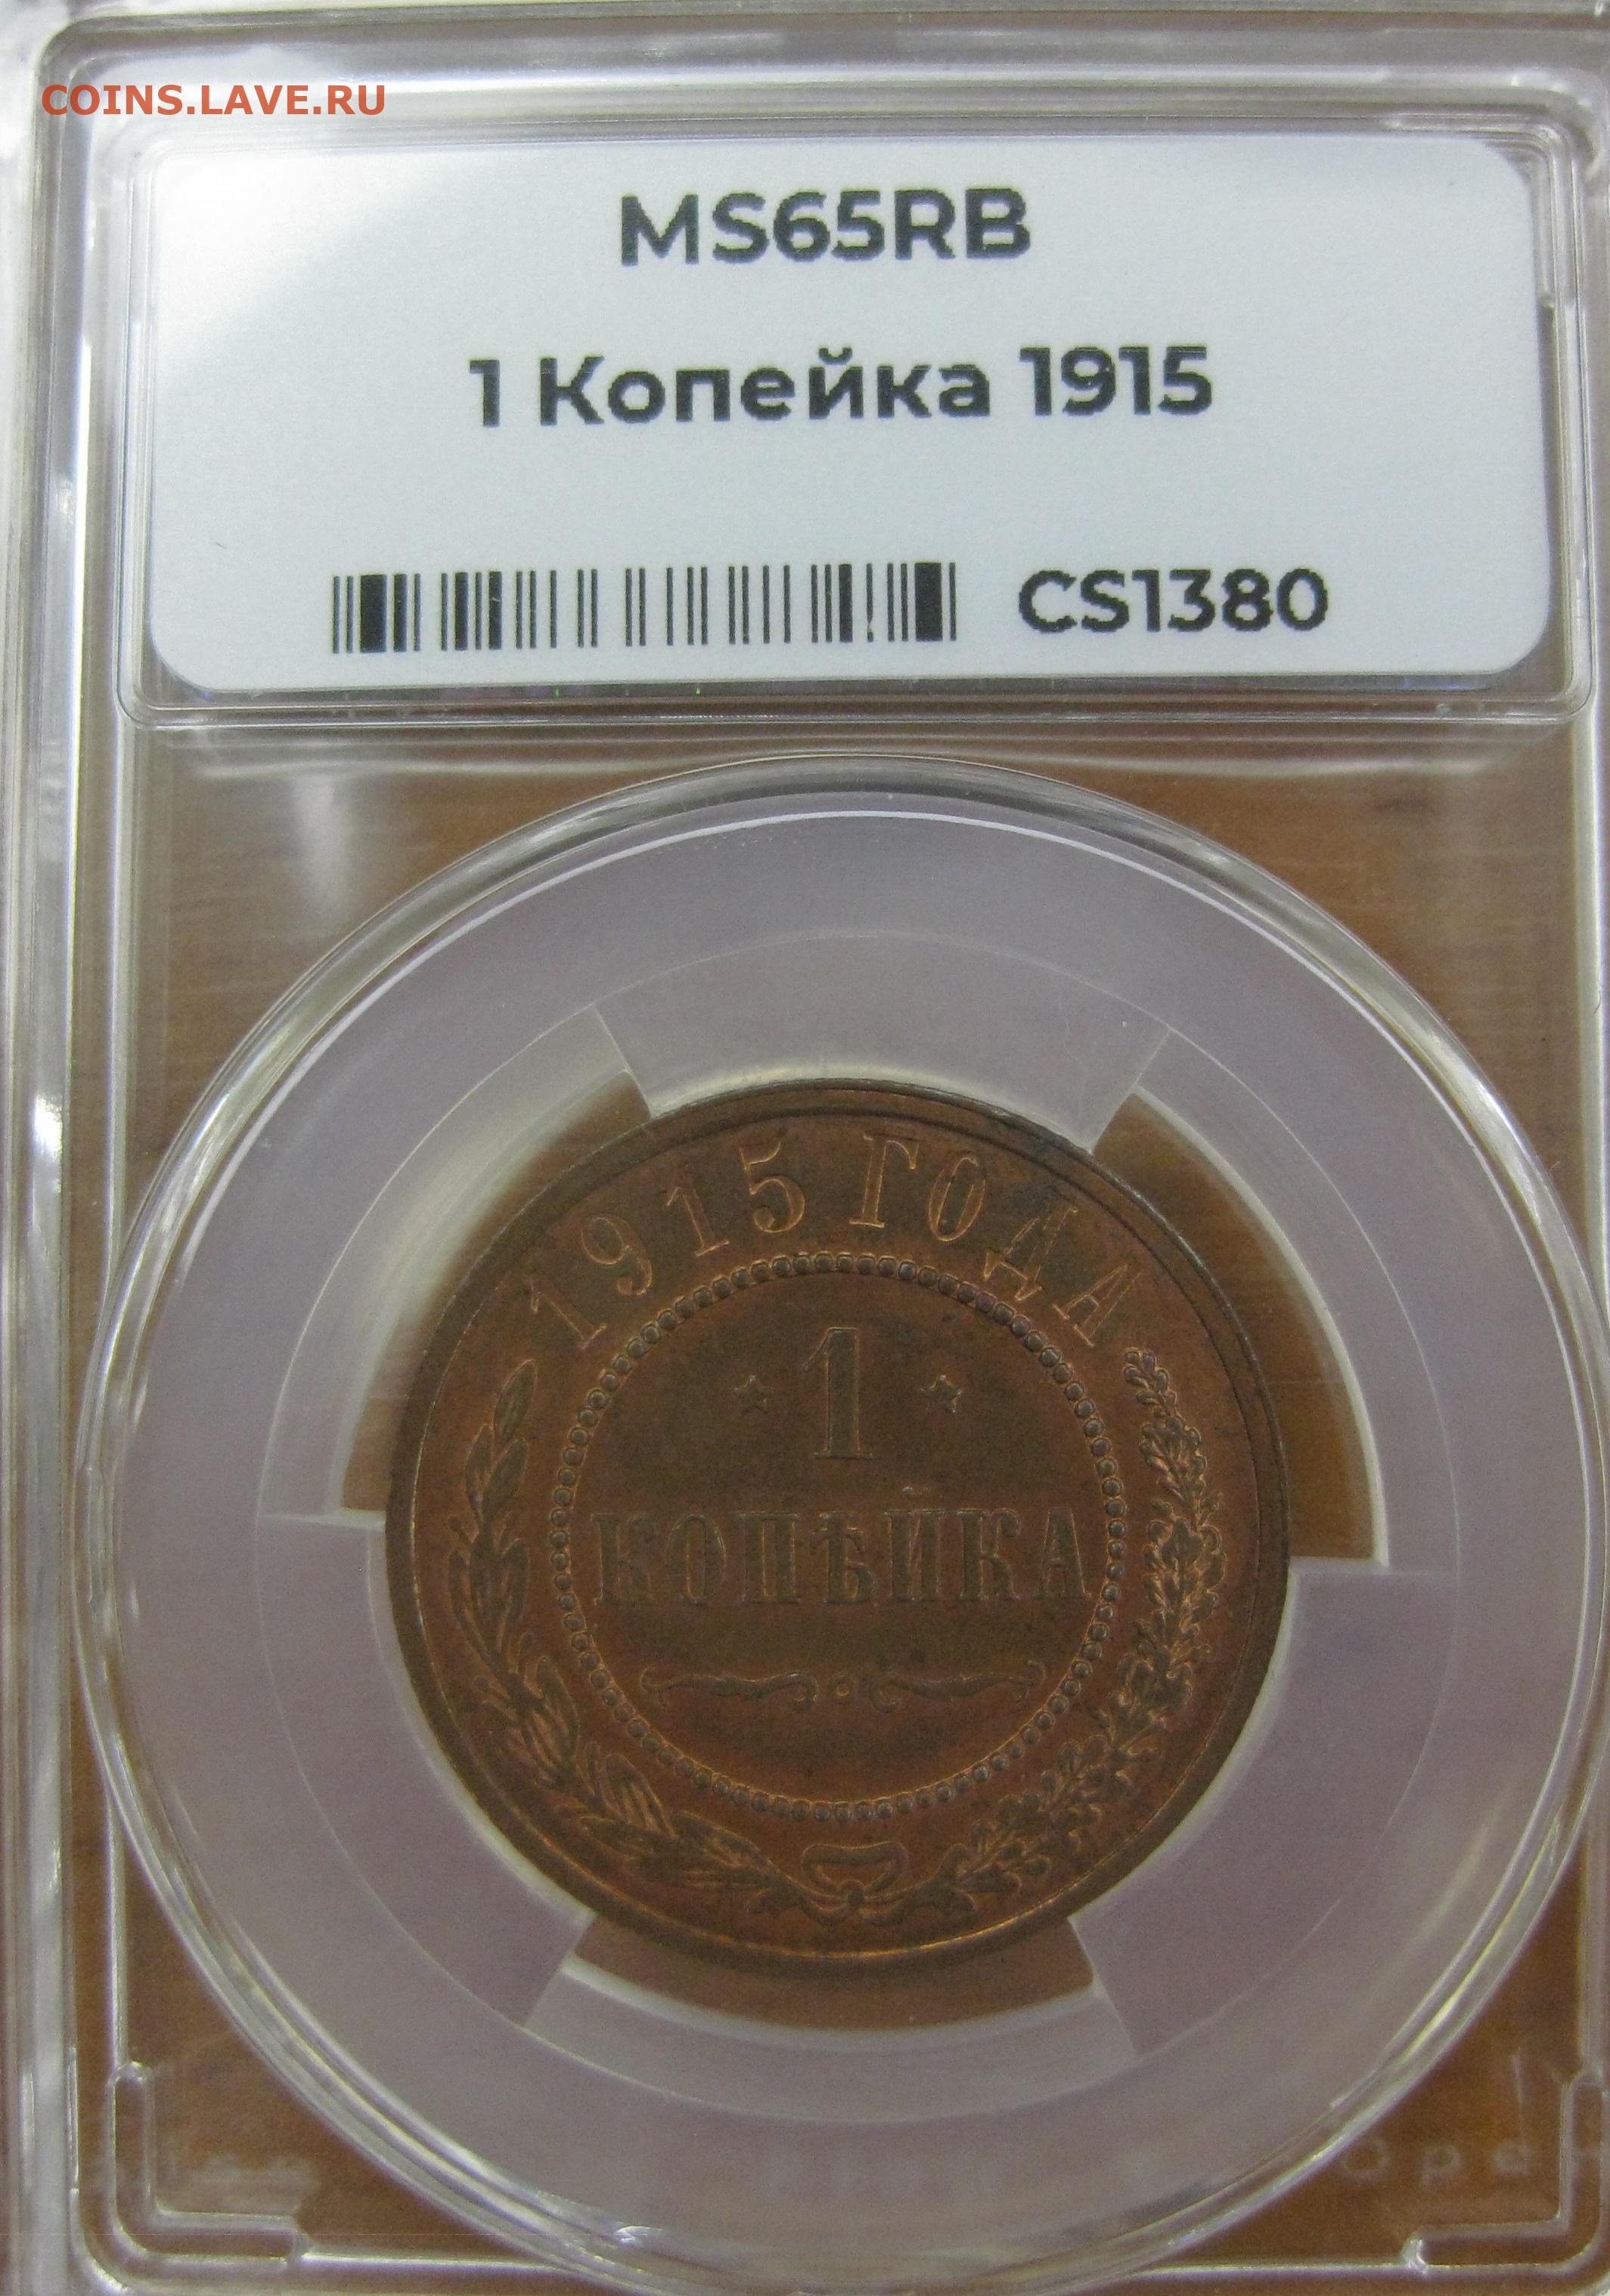 COINS.LAVE.RU
MS65RB
1 Копейка 1915
CS1380
1915 ГОДА
1
КОПѢЙКА